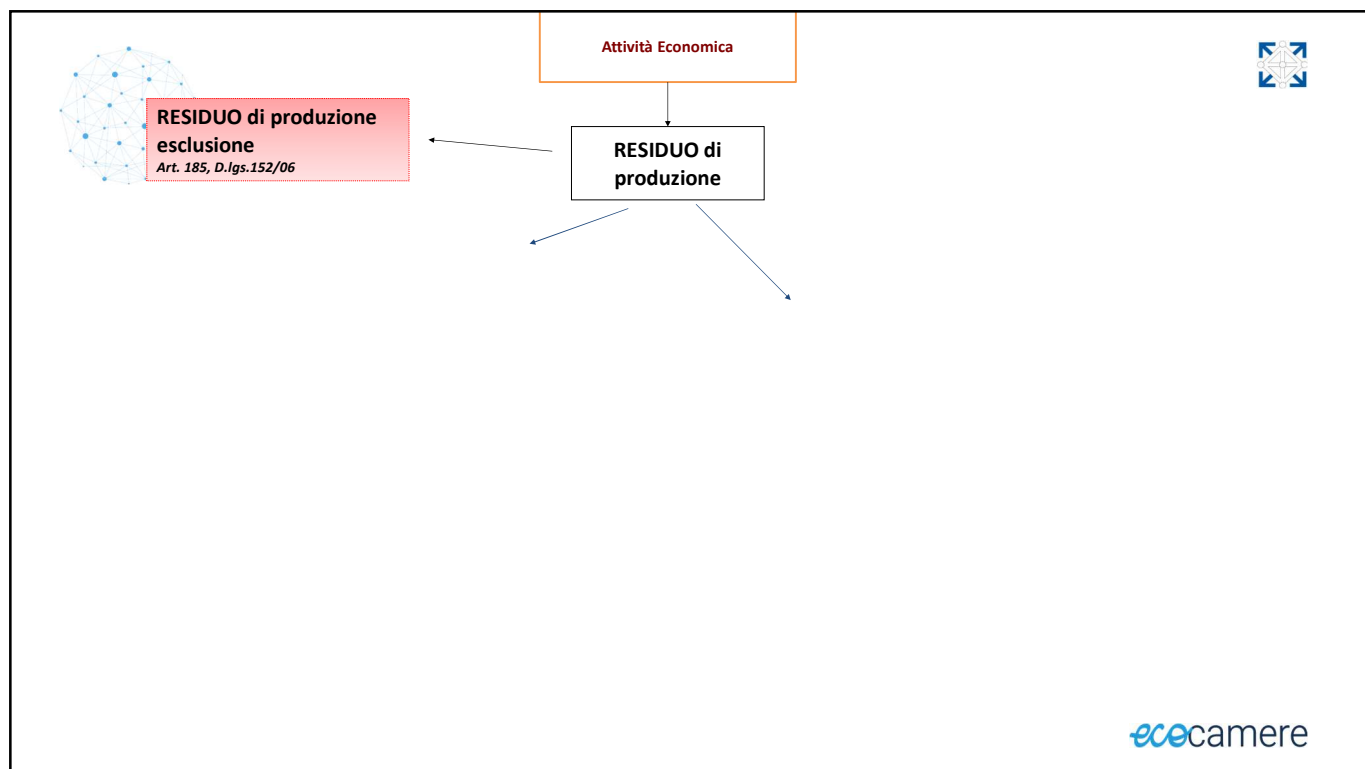 Attività Economica
RESIDUO di produzione
esclusione
Art. 185, D.lgs.152/06
RESIDUO di
produzione
ecocamere